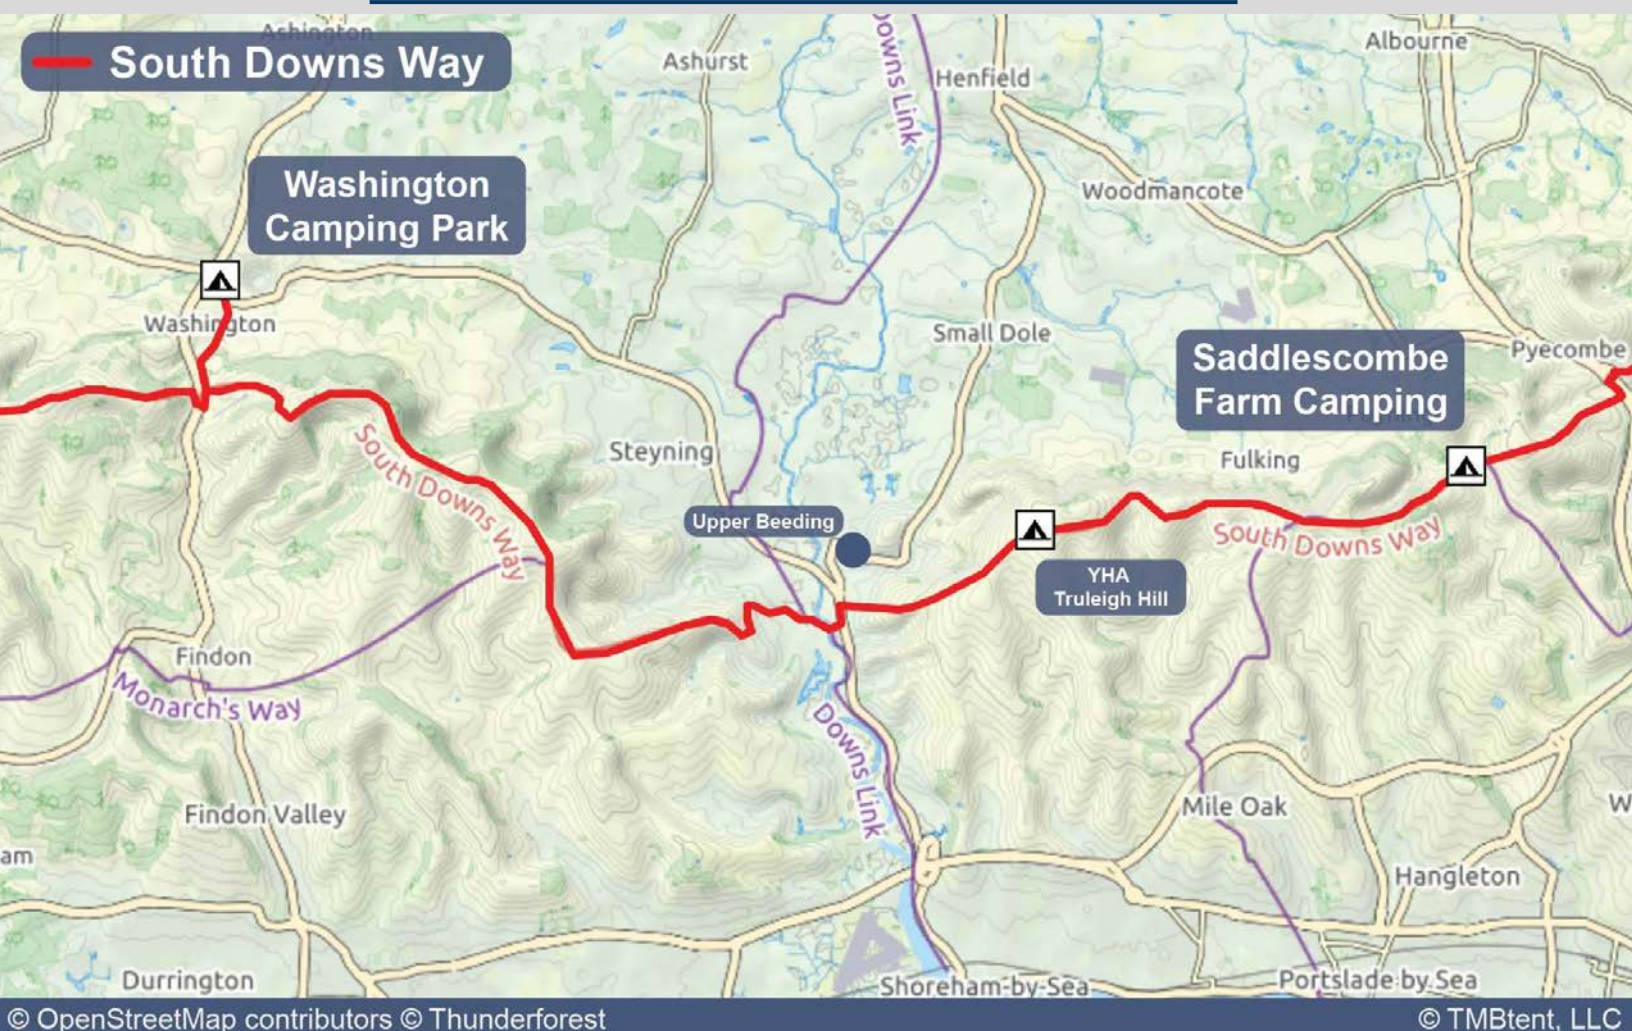 Ashington
South Downs Way
Ashurst
Downs Link
Henfield
Albourne
Washington
Camping Park
Woodmancote
Washington
Small Dole
Saddlescombe
Farm Camping
Pyecombe
South Downs Way
Steyning
Fulking
Upper Beeding
South Downs Way
YHA
Truleigh Hill
Findon
Monarch's Way
Downs Link
Findon Valley
Mile Oak
W
am
Hangleton
Durrington
Shoreham-by-Sea
Portslade by Sea
© OpenStreetMap contributors © Thunderforest
© TMBtent, LLC